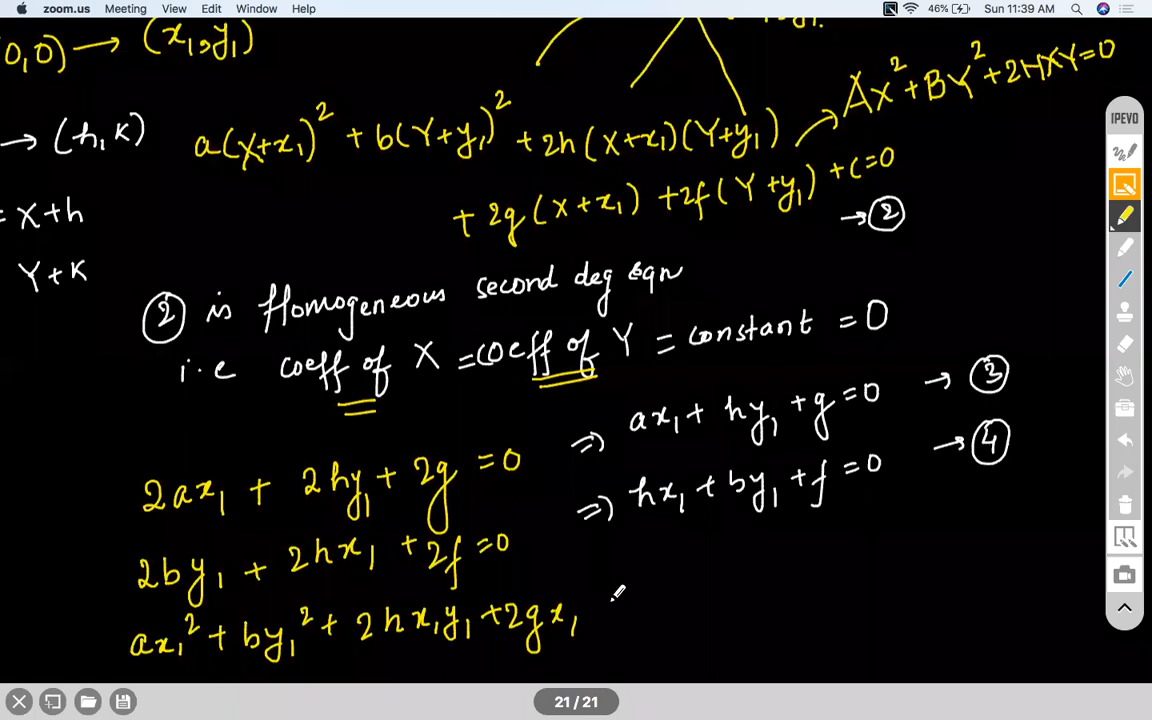 zoom.us Meeting View Edit Window Help 46% Sun 11:39 AM
0,0) → (x₁,y₁)
AX² + BY² + 2HXY = 0
→ (h, K)
a(X+x₁)² + b(Y+y₁)² + 2h(X+x₁)(Y+y₁)
= X + h
+ 2g(X+x₁) + 2f(Y+y₁) + c = 0
→ ②
Y + K
② is Homogeneous second deg Eqn
i.e coeff of X = coeff of Y = constant = 0
2ax₁ + 2hy₁ + 2g = 0 ⇒ ax₁ + hy₁ + g = 0 → ③
2by₁ + 2hx₁ + 2f = 0 ⇒ hx₁ + by₁ + f = 0 → ④
ax₁² + by₁² + 2hx₁y₁ + 2gx₁
IPEVO
21 / 21